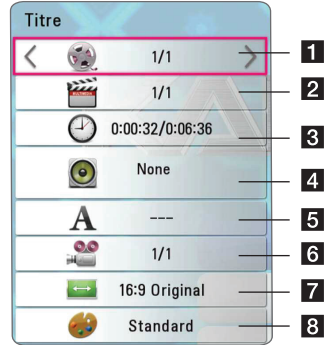 Titre
1/1 1
1/1 2
0:00:32/0:06:36 3
None 4
A --- 5
1/1 6
16:9 Original 7
Standard 8